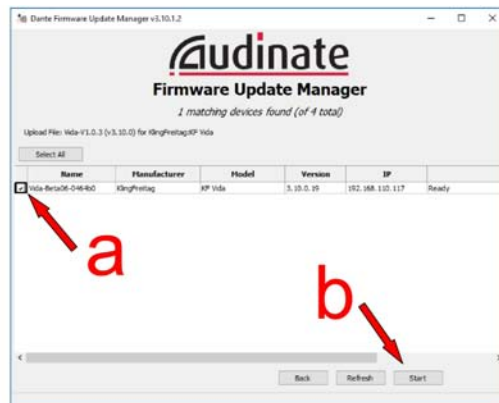 Dante Firmware Update Manager v3.10.1.2
Audinate
Firmware Update Manager
1 matching devices found (of 4 total)
Upload File: Vida-V1.0.3 (v3.10.0) for KlingFreitag:KF Vida
Select All
Name Manufacturer Model Version IP
Vida-Beta06-0464b0 KlingFreitag KF Vida 3.10.0.19 192.168.110.117 Ready
a
b
Back Refresh Start